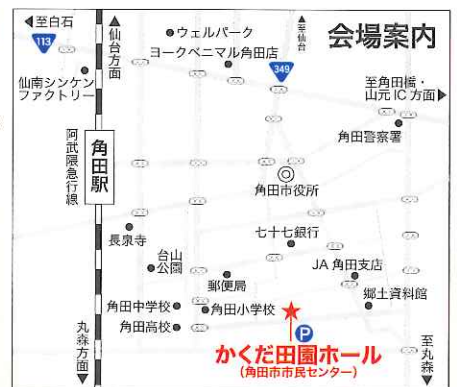 会場案内
◀至白石
113
▲仙台方面
ウェルパーク
ヨークベニマル角田店
▲至仙台
349
仙南シンケン
ファクトリー
至角田橋・
山元IC方面▶
角田警察署
阿武隈急行線
角田駅
角田市役所
長泉寺
七十七銀行
台山
公園
郵便局
JA角田支店
郷土資料館
角田中学校
角田小学校
角田高校
P
丸森方面▼
かくだ田園ホール
(角田市市民センター)
至丸森▼